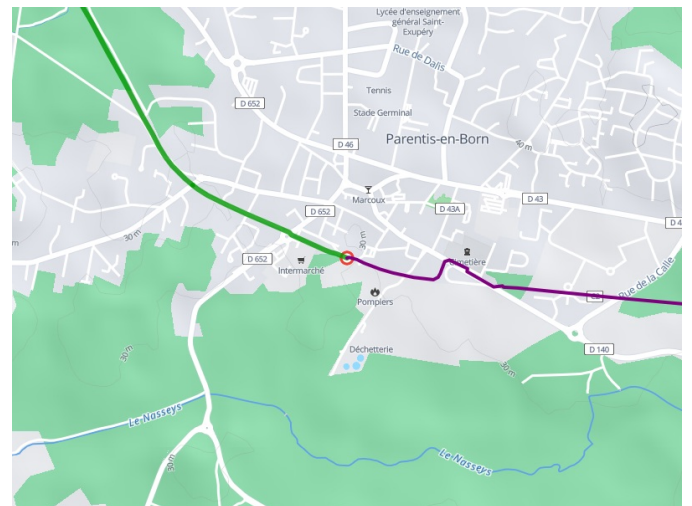 Lycée d'enseignement
général Saint-
Exupéry
Rue de Dalis
Tennis
D 652
Stade Germinal
D 46
Parentis-en-Born
40 m
Marcoux
D 43
D 652
D 43A
D 4
30 m
30 m
m
D 652
Intermarché
Cimetière
Rue de la Calle
Pompiers
Déchetterie
D 140
30 m
30 m
Le Nasseys
Le Nasseys
30 m